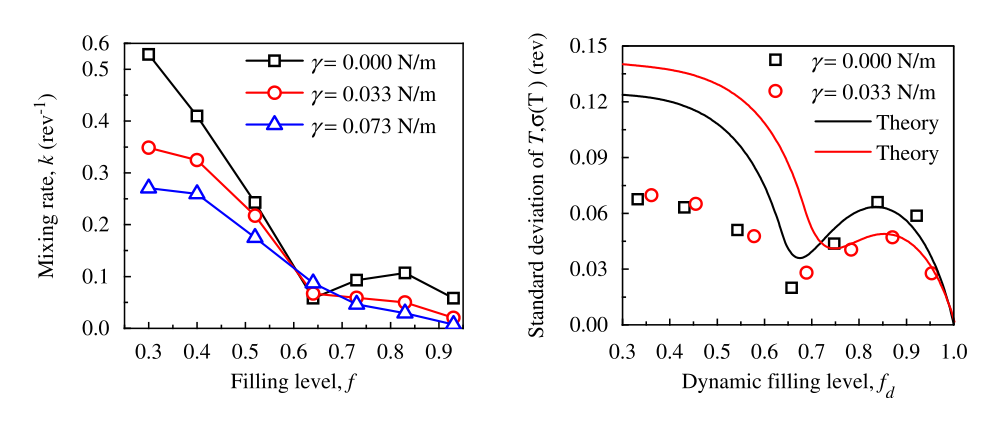 0.6
0.5
0.4
0.3
0.2
0.1
0.0
Mixing rate, k (rev⁻¹)
γ = 0.000 N/m
γ = 0.033 N/m
γ = 0.073 N/m
0.3 0.4 0.5 0.6 0.7 0.8 0.9
Filling level, f
0.15
0.12
0.09
0.06
0.03
0.00
Standard deviation of T,σ(T ) (rev)
γ = 0.000 N/m
γ = 0.033 N/m
Theory
Theory
0.3 0.4 0.5 0.6 0.7 0.8 0.9 1.0
Dynamic filling level, f_d